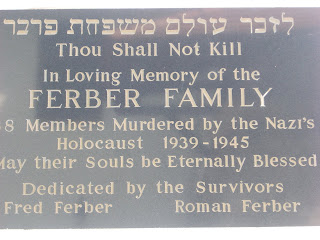 לזכר עולם משפחת פרבר
Thou Shall Not Kill
In Loving Memory of the
FERBER FAMILY
8 Members Murdered by the Nazi's
Holocaust 1939-1945
May their Souls be Eternally Blessed
Dedicated by the Survivors
Fred Ferber Roman Ferber